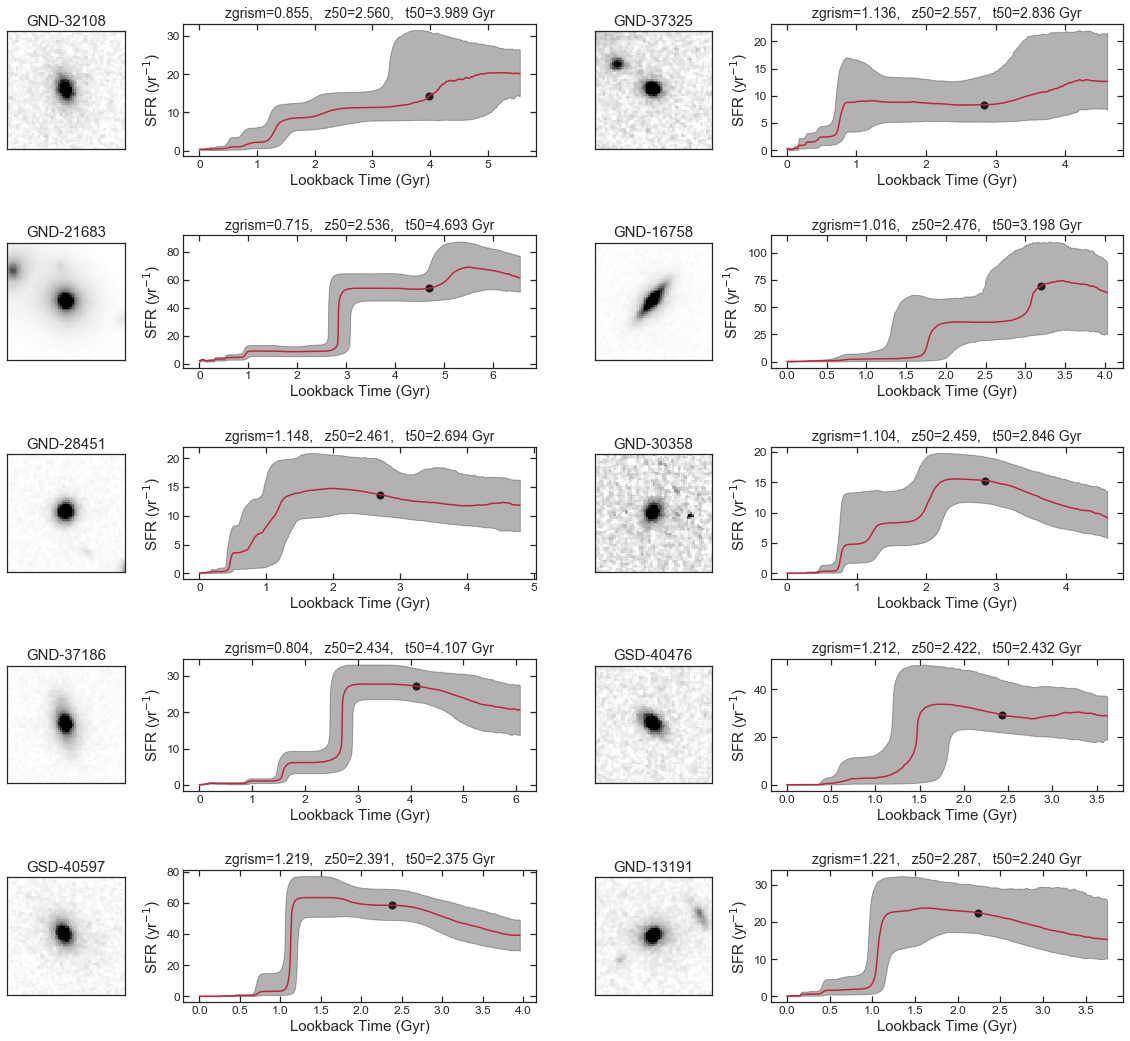 GND-32108
zgrism=0.855, z50=2.560, t50=3.989 Gyr
SFR (yr⁻¹)
30
20
10
0
0 1 2 3 4 5
Lookback Time (Gyr)
GND-37325
zgrism=1.136, z50=2.557, t50=2.836 Gyr
SFR (yr⁻¹)
20
15
10
5
0
0 1 2 3 4
Lookback Time (Gyr)
GND-21683
zgrism=0.715, z50=2.536, t50=4.693 Gyr
SFR (yr⁻¹)
80
60
40
20
0
0 1 2 3 4 5 6
Lookback Time (Gyr)
GND-16758
zgrism=1.016, z50=2.476, t50=3.198 Gyr
SFR (yr⁻¹)
100
75
50
25
0
0.0 0.5 1.0 1.5 2.0 2.5 3.0 3.5 4.0
Lookback Time (Gyr)
GND-28451
zgrism=1.148, z50=2.461, t50=2.694 Gyr
SFR (yr⁻¹)
20
15
10
5
0
0 1 2 3 4 5
Lookback Time (Gyr)
GND-30358
zgrism=1.104, z50=2.459, t50=2.846 Gyr
SFR (yr⁻¹)
20
15
10
5
0
0 1 2 3 4
Lookback Time (Gyr)
GND-37186
zgrism=0.804, z50=2.434, t50=4.107 Gyr
SFR (yr⁻¹)
30
20
10
0
0 1 2 3 4 5 6
Lookback Time (Gyr)
GSD-40476
zgrism=1.212, z50=2.422, t50=2.432 Gyr
SFR (yr⁻¹)
40
20
0
0.0 0.5 1.0 1.5 2.0 2.5 3.0 3.5
Lookback Time (Gyr)
GSD-40597
zgrism=1.219, z50=2.391, t50=2.375 Gyr
SFR (yr⁻¹)
80
60
40
20
0
0.0 0.5 1.0 1.5 2.0 2.5 3.0 3.5 4.0
Lookback Time (Gyr)
GND-13191
zgrism=1.221, z50=2.287, t50=2.240 Gyr
SFR (yr⁻¹)
30
20
10
0
0.0 0.5 1.0 1.5 2.0 2.5 3.0 3.5
Lookback Time (Gyr)